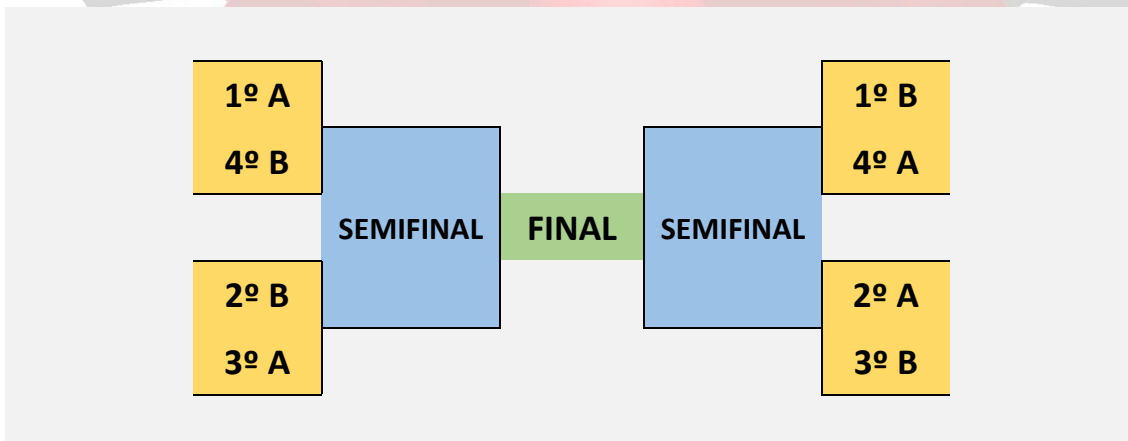 1º A
4º B
2º B
3º A
SEMIFINAL
FINAL
SEMIFINAL
1º B
4º A
2º A
3º B